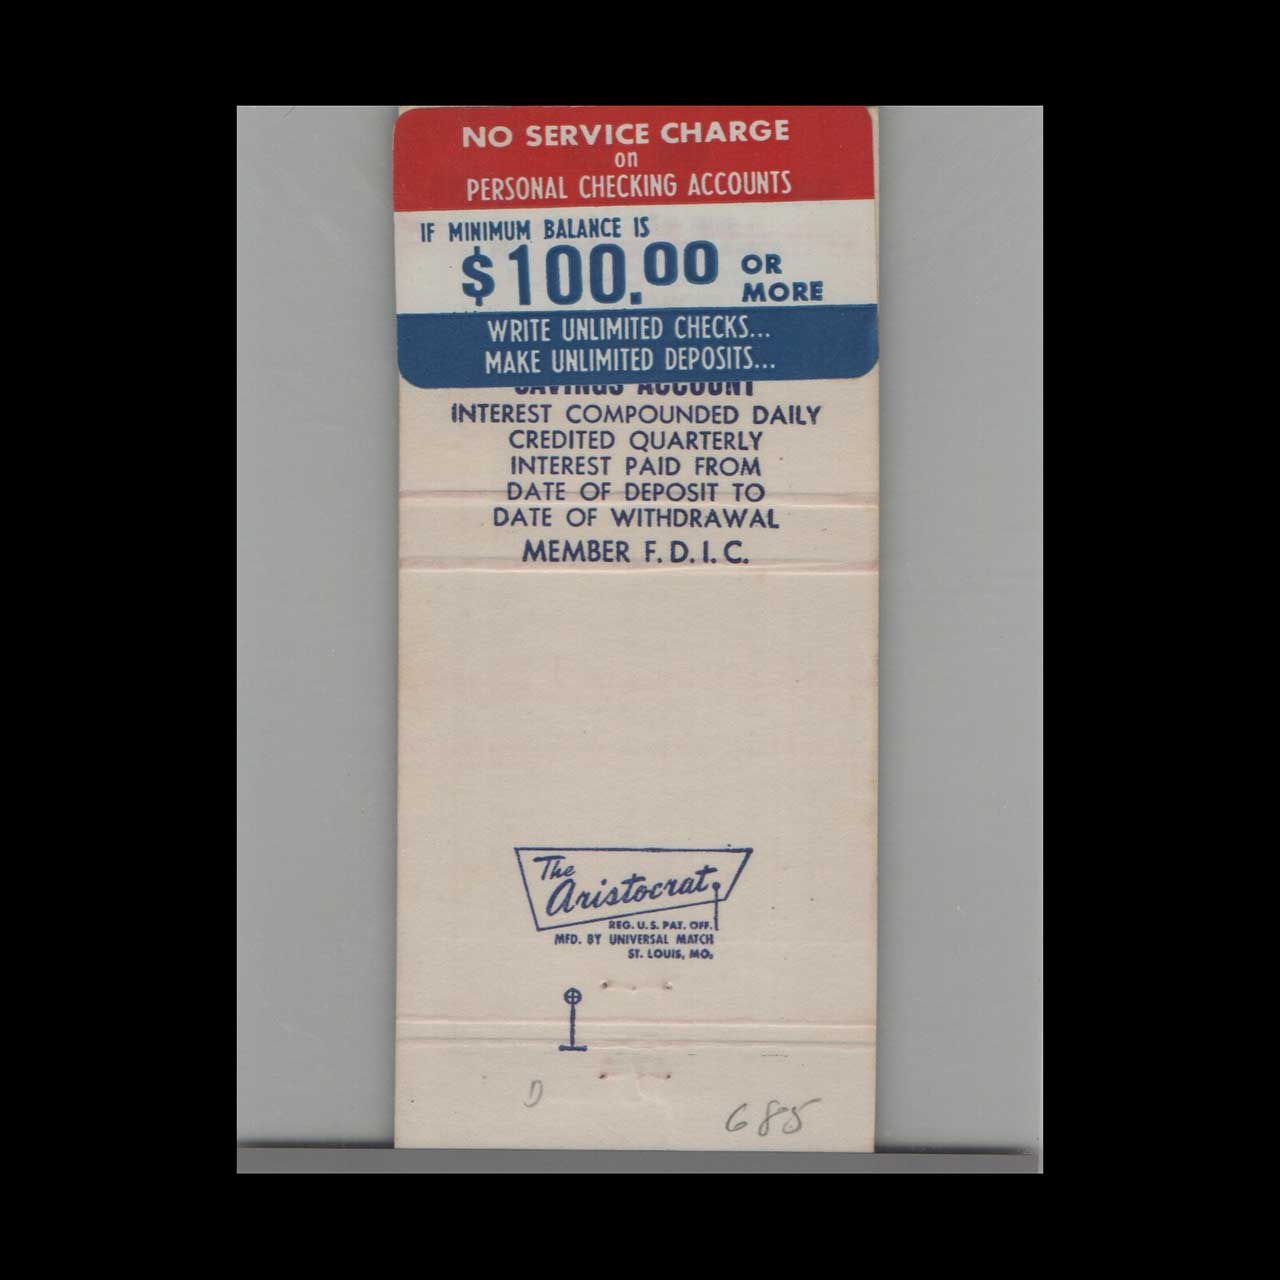 NO SERVICE CHARGE
on
PERSONAL CHECKING ACCOUNTS
IF MINIMUM BALANCE IS
$100.00 OR
MORE
WRITE UNLIMITED CHECKS...
MAKE UNLIMITED DEPOSITS...
SAVINGS ACCOUNT
INTEREST COMPOUNDED DAILY
CREDITED QUARTERLY
INTEREST PAID FROM
DATE OF DEPOSIT TO
DATE OF WITHDRAWAL
MEMBER F.D.I.C.
The
Aristocrat
REG. U.S. PAT. OFF.
MFD. BY UNIVERSAL MATCH
ST. LOUIS, MO.
D
685